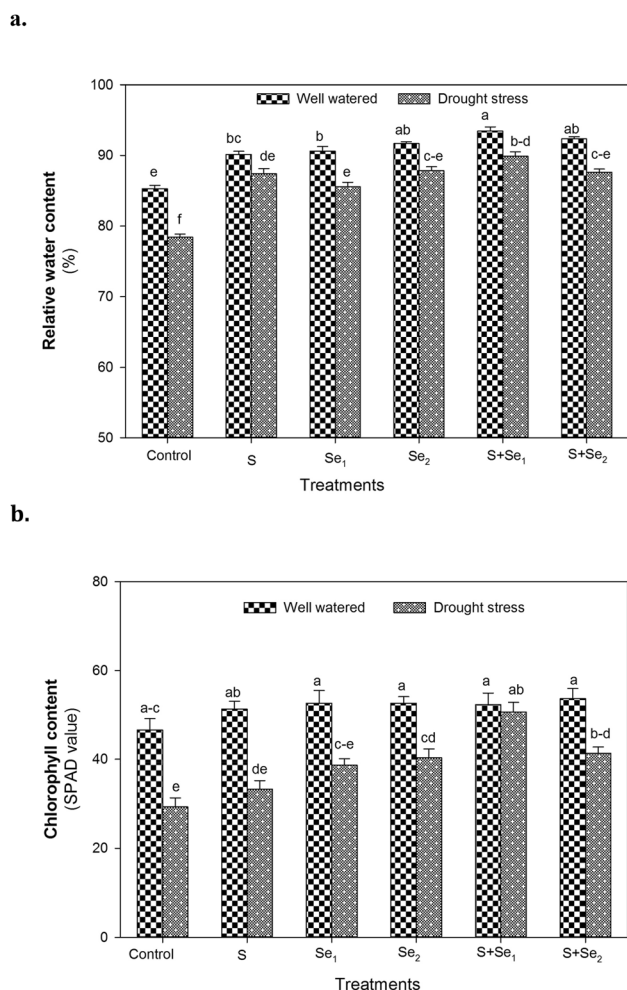 a.
100
Well watered Drought stress
a
b bc ab ab
b-d
90
e de e c-e c-e
f
80
Relative water content
(%)
70
60
50
Control S Se₁ Se₂ S+Se₁ S+Se₂
Treatments
b.
80
Well watered Drought stress
60
a-c ab a a a ab a
Chlorophyll content
(SPAD value)
40
e de c-e cd b-d
20
0
Control S Se₁ Se₂ S+Se₁ S+Se₂
Treatments